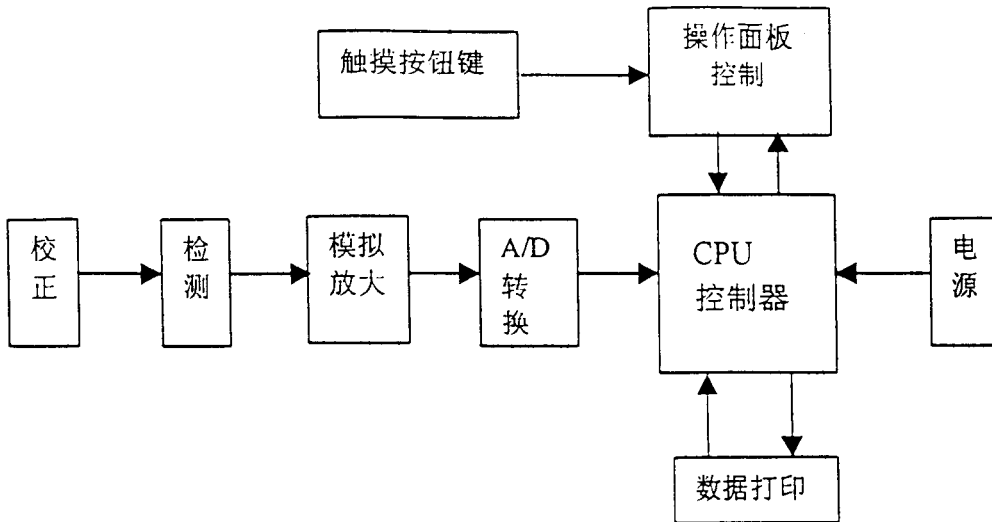 触摸按钮键
操作面板
控制
校
正
检
测
模拟
放大
A/D
转
换
CPU
控制器
电
源
数据打印